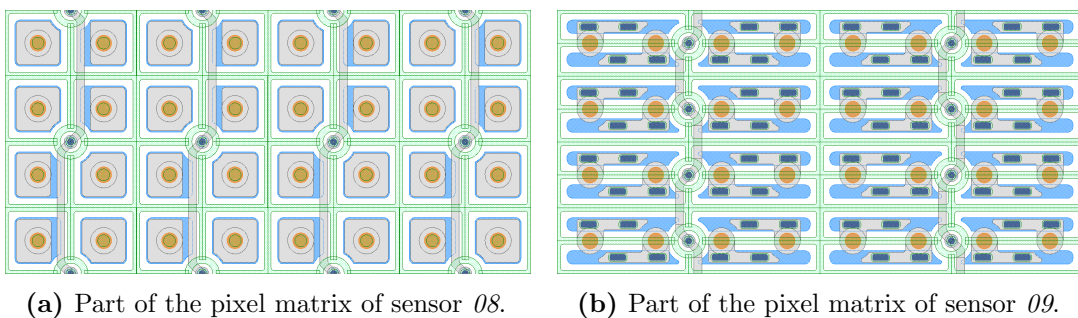 (a) Part of the pixel matrix of sensor 08.
(b) Part of the pixel matrix of sensor 09.